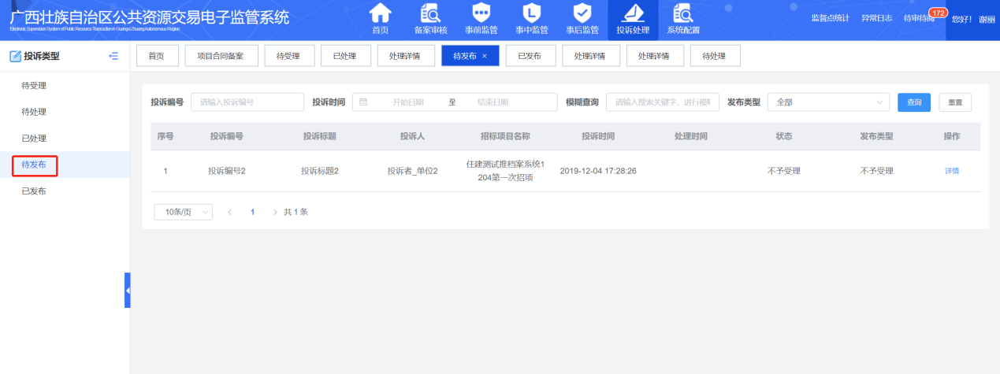 广西壮族自治区公共资源交易电子监管系统
Electronic Supervision System of Public Resource Transaction in Guangxi Zhuang Autonomous Region
首页 备案审核 事前监管 事中监管 事后监管 投诉处理 系统配置
监督点统计 异常日志 待审待阅 172 您好! 谢丽
投诉类型
待受理
待处理
已处理
待发布
已发布
首页 项目合同备案 待受理 已处理 处理详情 待发布 × 已发布 处理详情 处理详情 待处理
投诉编号 请输入投诉编号 投诉时间 开始日期 至 结束日期 模糊查询 请输入搜索关键字，进行模糊 发布类型 全部 查询 重置
序号 投诉编号 投诉标题 投诉人 招标项目名称 投诉时间 处理时间 状态 发布类型 操作
1 投诉编号2 投诉标题2 投诉者_单位2 住建测试推档案系统1 2019-12-04 17:28:26 不予受理 不予受理 详情
204第一次招项
10条/页 < 1 > 共 1 条